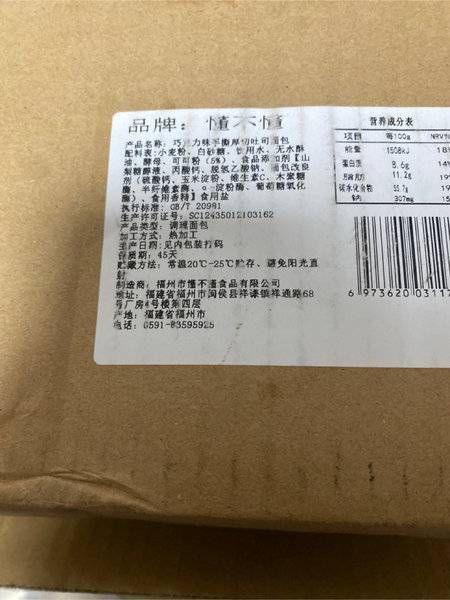 品牌：憧不憧
产品名称：巧克力味手撕厚切吐司面包
配料表：小麦粉、白砂糖、饮用水、无水酥
油、酵母、可可粉（5%）、食品添加剂【山
梨糖醇液、丙酸钙、脱氢乙酸钠、面包改良
剂（硫酸钙、玉米淀粉、维生素C、木聚糖
酶、半纤维素酶、α-淀粉酶、葡萄糖氧化
酶）、食用香精】食用盐
执行标准：GB/T 20981
生产许可证号：SC12435012103162
产品类型：调理面包
加工方式：热加工
生产日期：见内包装打码
保质期：45天
贮藏方法：常温20℃-25℃贮存、避免阳光直
射
制造商：福州市懂不懂食品有限公司
地址：福建省福州市闽侯县祥谦镇祥通路68
号厂房4号楼第四层
产地：福建省福州市
电话：0591-83595925
营养成分表
项目 每100g NRV%
能量 1508kJ 18%
蛋白质 8.6g 14%
脂肪 11.2g 19%
碳水化合物 55.7g 19
钠 307mg 15
6 973620 03117